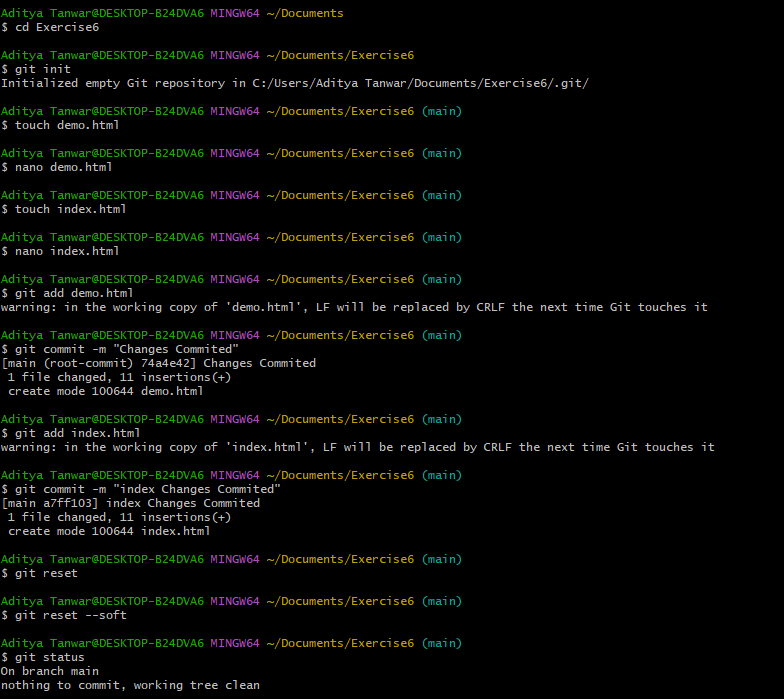 Aditya Tanwar@DESKTOP-B24DVA6 MINGW64 ~/Documents
$ cd Exercise6
Aditya Tanwar@DESKTOP-B24DVA6 MINGW64 ~/Documents/Exercise6
$ git init
Initialized empty Git repository in C:/Users/Aditya Tanwar/Documents/Exercise6/.git/
Aditya Tanwar@DESKTOP-B24DVA6 MINGW64 ~/Documents/Exercise6 (main)
$ touch demo.html
Aditya Tanwar@DESKTOP-B24DVA6 MINGW64 ~/Documents/Exercise6 (main)
$ nano demo.html
Aditya Tanwar@DESKTOP-B24DVA6 MINGW64 ~/Documents/Exercise6 (main)
$ touch index.html
Aditya Tanwar@DESKTOP-B24DVA6 MINGW64 ~/Documents/Exercise6 (main)
$ nano index.html
Aditya Tanwar@DESKTOP-B24DVA6 MINGW64 ~/Documents/Exercise6 (main)
$ git add demo.html
warning: in the working copy of 'demo.html', LF will be replaced by CRLF the next time Git touches it
Aditya Tanwar@DESKTOP-B24DVA6 MINGW64 ~/Documents/Exercise6 (main)
$ git commit -m "Changes Commited"
[main (root-commit) 74a4e42] Changes Commited
 1 file changed, 11 insertions(+)
 create mode 100644 demo.html
Aditya Tanwar@DESKTOP-B24DVA6 MINGW64 ~/Documents/Exercise6 (main)
$ git add index.html
warning: in the working copy of 'index.html', LF will be replaced by CRLF the next time Git touches it
Aditya Tanwar@DESKTOP-B24DVA6 MINGW64 ~/Documents/Exercise6 (main)
$ git commit -m "index Changes Commited"
[main a7ff103] index Changes Commited
 1 file changed, 11 insertions(+)
 create mode 100644 index.html
Aditya Tanwar@DESKTOP-B24DVA6 MINGW64 ~/Documents/Exercise6 (main)
$ git reset
Aditya Tanwar@DESKTOP-B24DVA6 MINGW64 ~/Documents/Exercise6 (main)
$ git reset --soft
Aditya Tanwar@DESKTOP-B24DVA6 MINGW64 ~/Documents/Exercise6 (main)
$ git status
On branch main
nothing to commit, working tree clean